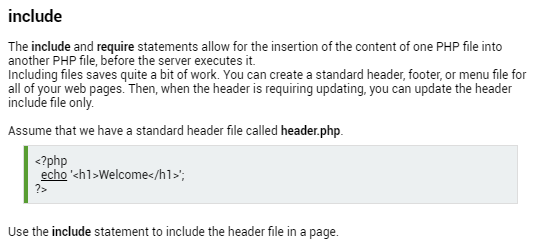 include
The include and require statements allow for the insertion of the content of one PHP file into
another PHP file, before the server executes it.
Including files saves quite a bit of work. You can create a standard header, footer, or menu file for
all of your web pages. Then, when the header is requiring updating, you can update the header
include file only.
Assume that we have a standard header file called header.php.
<?php
echo '<h1>Welcome</h1>';
?>
Use the include statement to include the header file in a page.